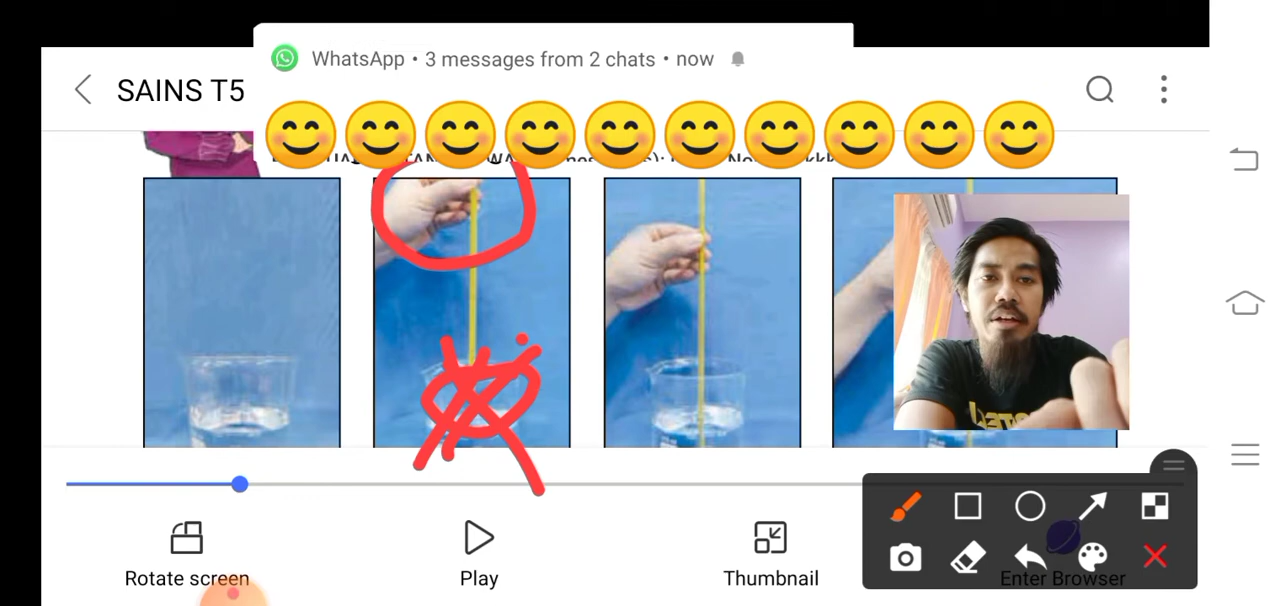 WhatsApp • 3 messages from 2 chats • now
SAINS T5
Rotate screen
Play
Thumbnail
Enter Browser